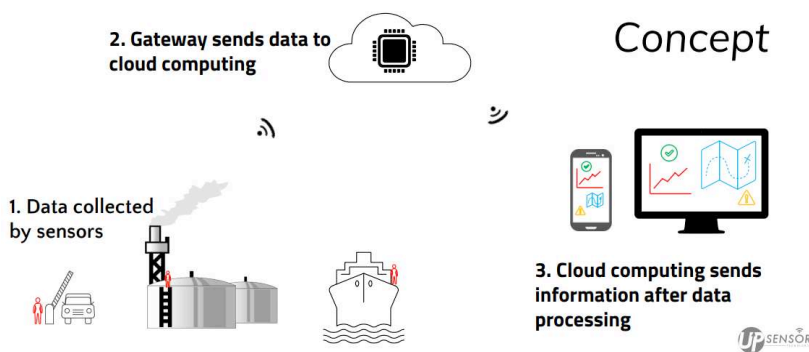 2. Gateway sends data to
cloud computing
Concept
1. Data collected
by sensors
3. Cloud computing sends
information after data
processing
UP SENSOR